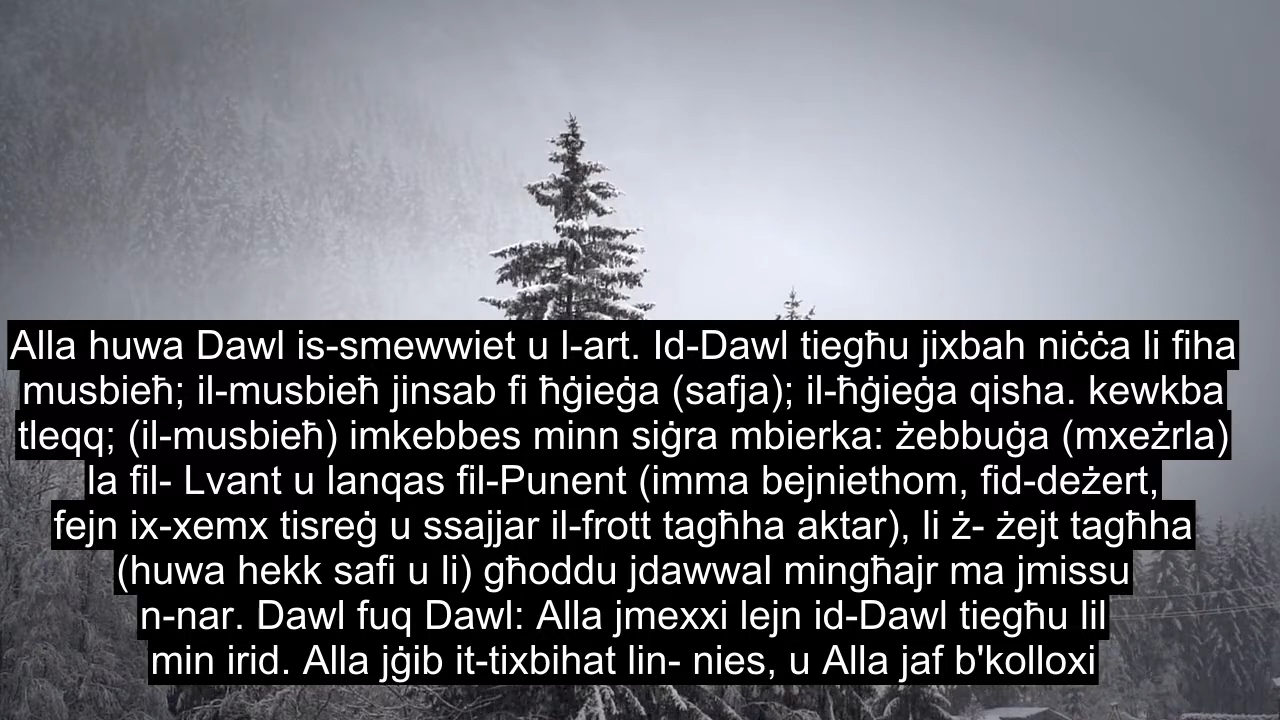 Alla huwa Dawl is-smewwiet u l-art. Id-Dawl tiegħu jixbah niċċa li fiha
musbieħ; il-musbieħ jinsab fi ħġieġa (safja); il-ħġieġa qisha. kewkba
tleqq; (il-musbieħ) imkebbes minn siġra mbierka: żebbuġa (mxeżrla)
la fil- Lvant u lanqas fil-Punent (imma bejniethom, fid-deżert,
fejn ix-xemx tisreġ u ssajjar il-frott tagħha aktar), li ż- żejt tagħha
(huwa hekk safi u li) għoddu jdawwal mingħajr ma jmissu
n-nar. Dawl fuq Dawl: Alla jmexxi lejn id-Dawl tiegħu lil
min irid. Alla jġib it-tixbihat lin- nies, u Alla jaf b'kolloxi